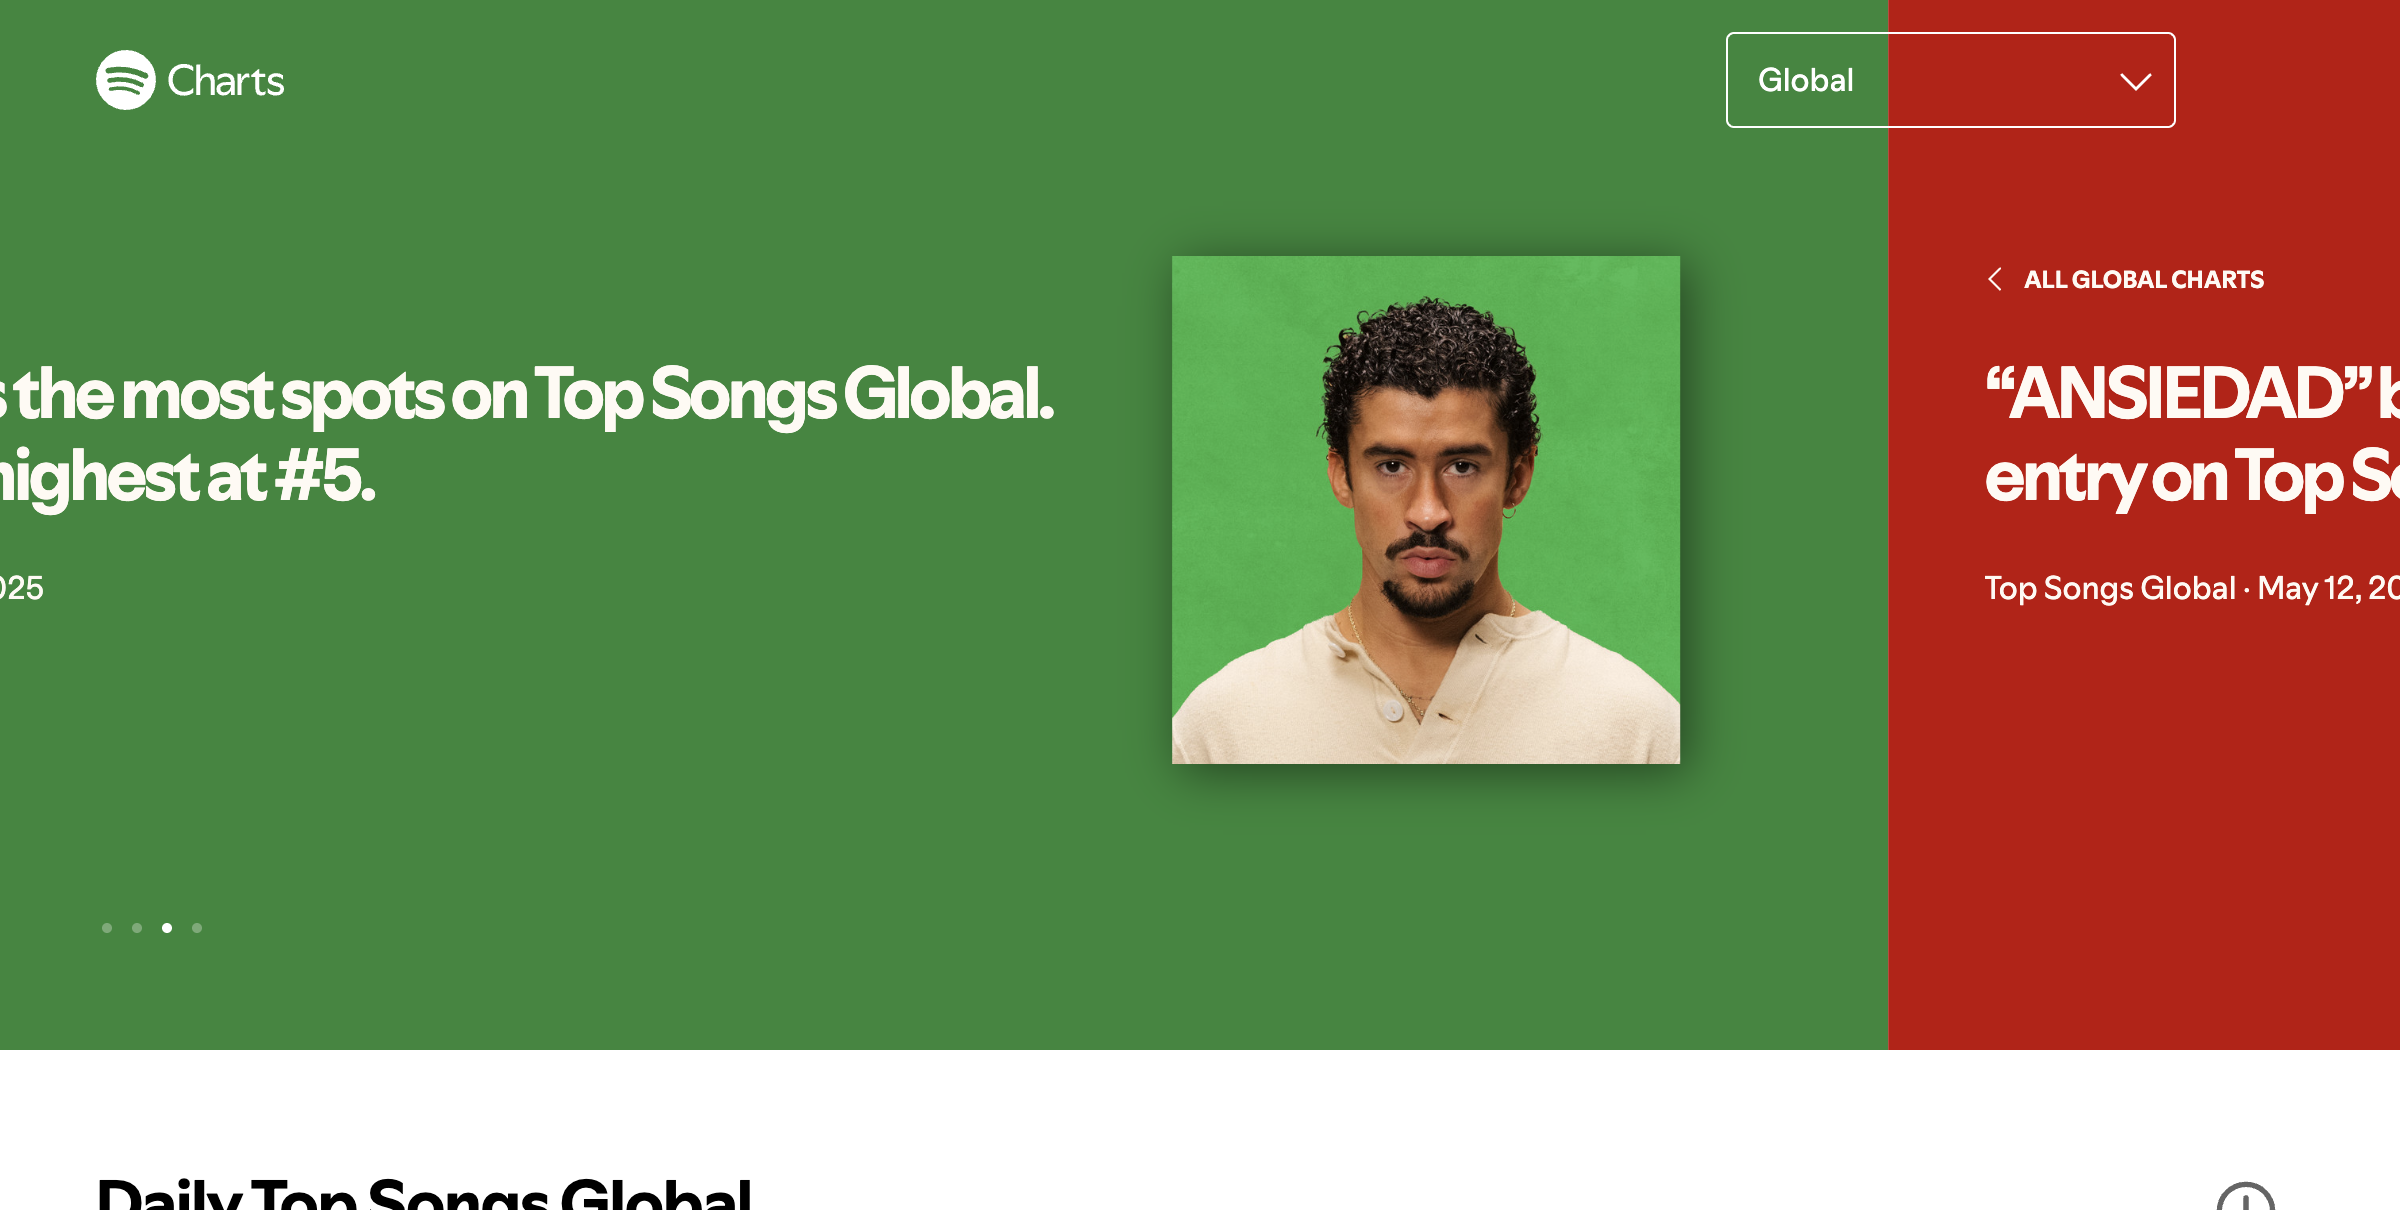 Charts
Global
the most spots on Top Songs Global.
highest at #5.
025
ALL GLOBAL CHARTS
“ANSIEDAD” b
entry on Top So
Top Songs Global · May 12, 20
Daily Top Songs Global